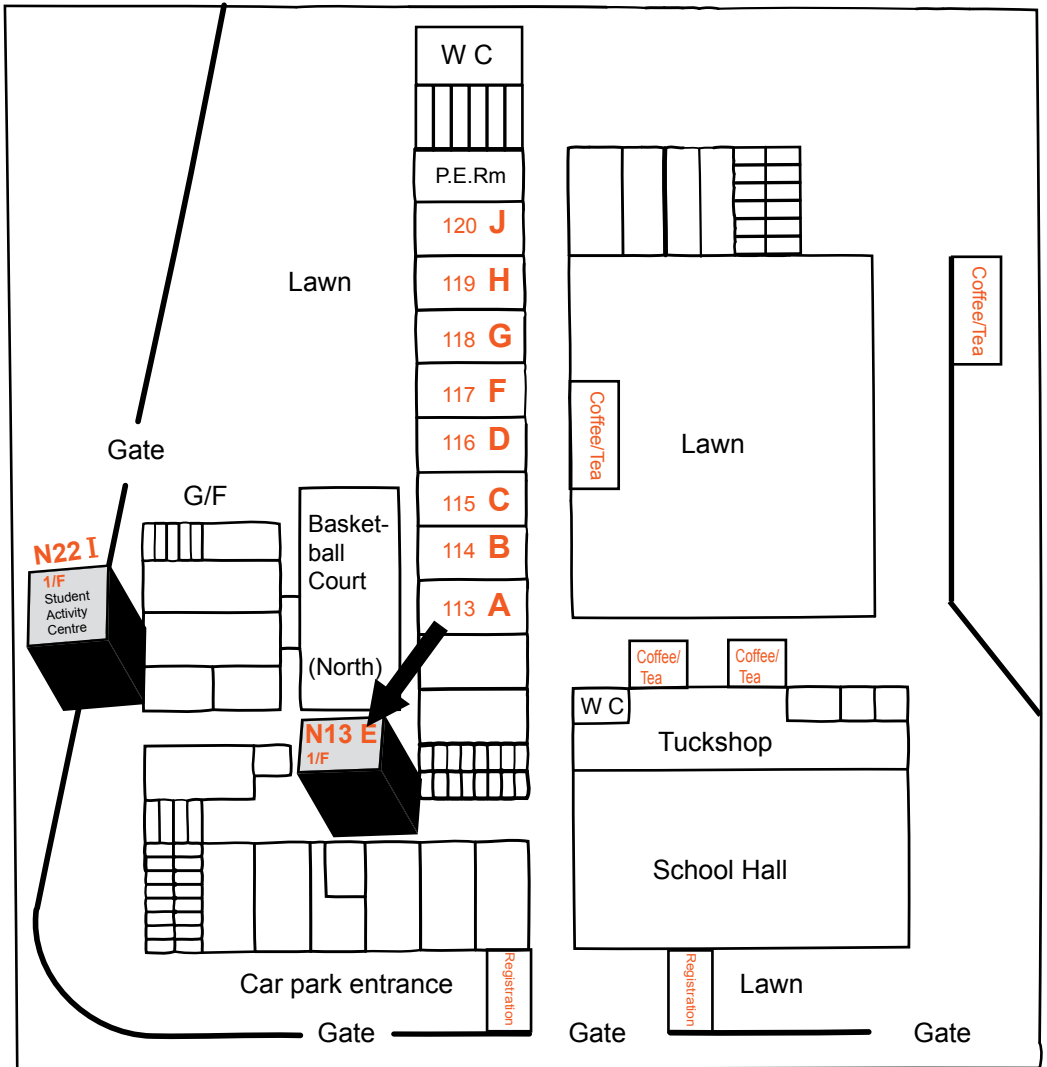 W C
P.E.Rm
120 J
119 H
Lawn
Coffee/Tea
118 G
117 F
Coffee/Tea
116 D
Lawn
Gate
115 C
G/F
Basket-
ball
Court
(North)
114 B
N22 I
1/F
Student
Activity
Centre
113 A
Coffee/
Tea
Coffee/
Tea
W C
N13 E
1/F
Tuckshop
School Hall
Car park entrance
Registration
Registration
Lawn
Gate
Gate
Gate